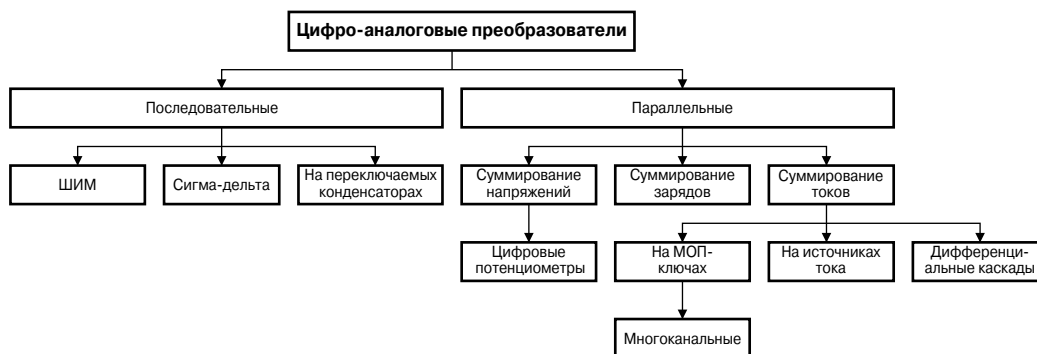 Цифро-аналоговые преобразователи
Последовательные
Параллельные
ШИМ
Сигма-дельта
На переключаемых
конденсаторах
Суммирование
напряжений
Суммирование
зарядов
Суммирование
токов
Цифровые
потенциометры
На МОП-
ключах
На источниках
тока
Дифференци-
альные каскады
Многоканальные